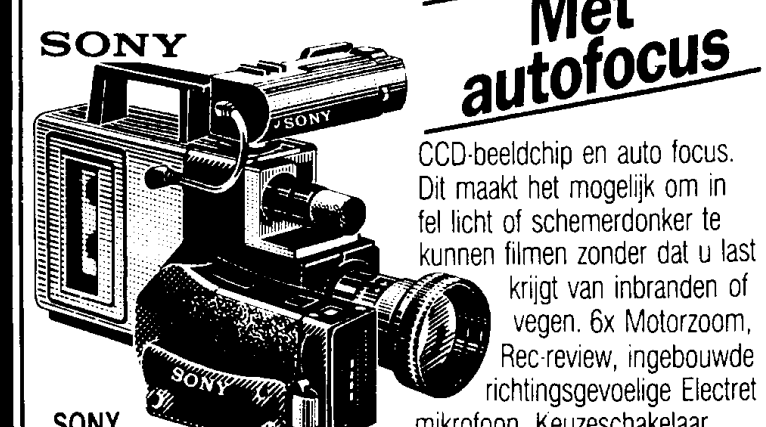 SONY
Met
autofocus
SONY
CCD-beeldchip en auto focus.
Dit maakt het mogelijk om in
fel licht of schemerdonker te
kunnen filmen zonder dat u last
krijgt van inbranden of
vegen. 6x Motorzoom,
Rec-review, ingebouwde
richtingsgevoelige Electret
mikrofoon. Keuzeschakelaar
SONY
SONY